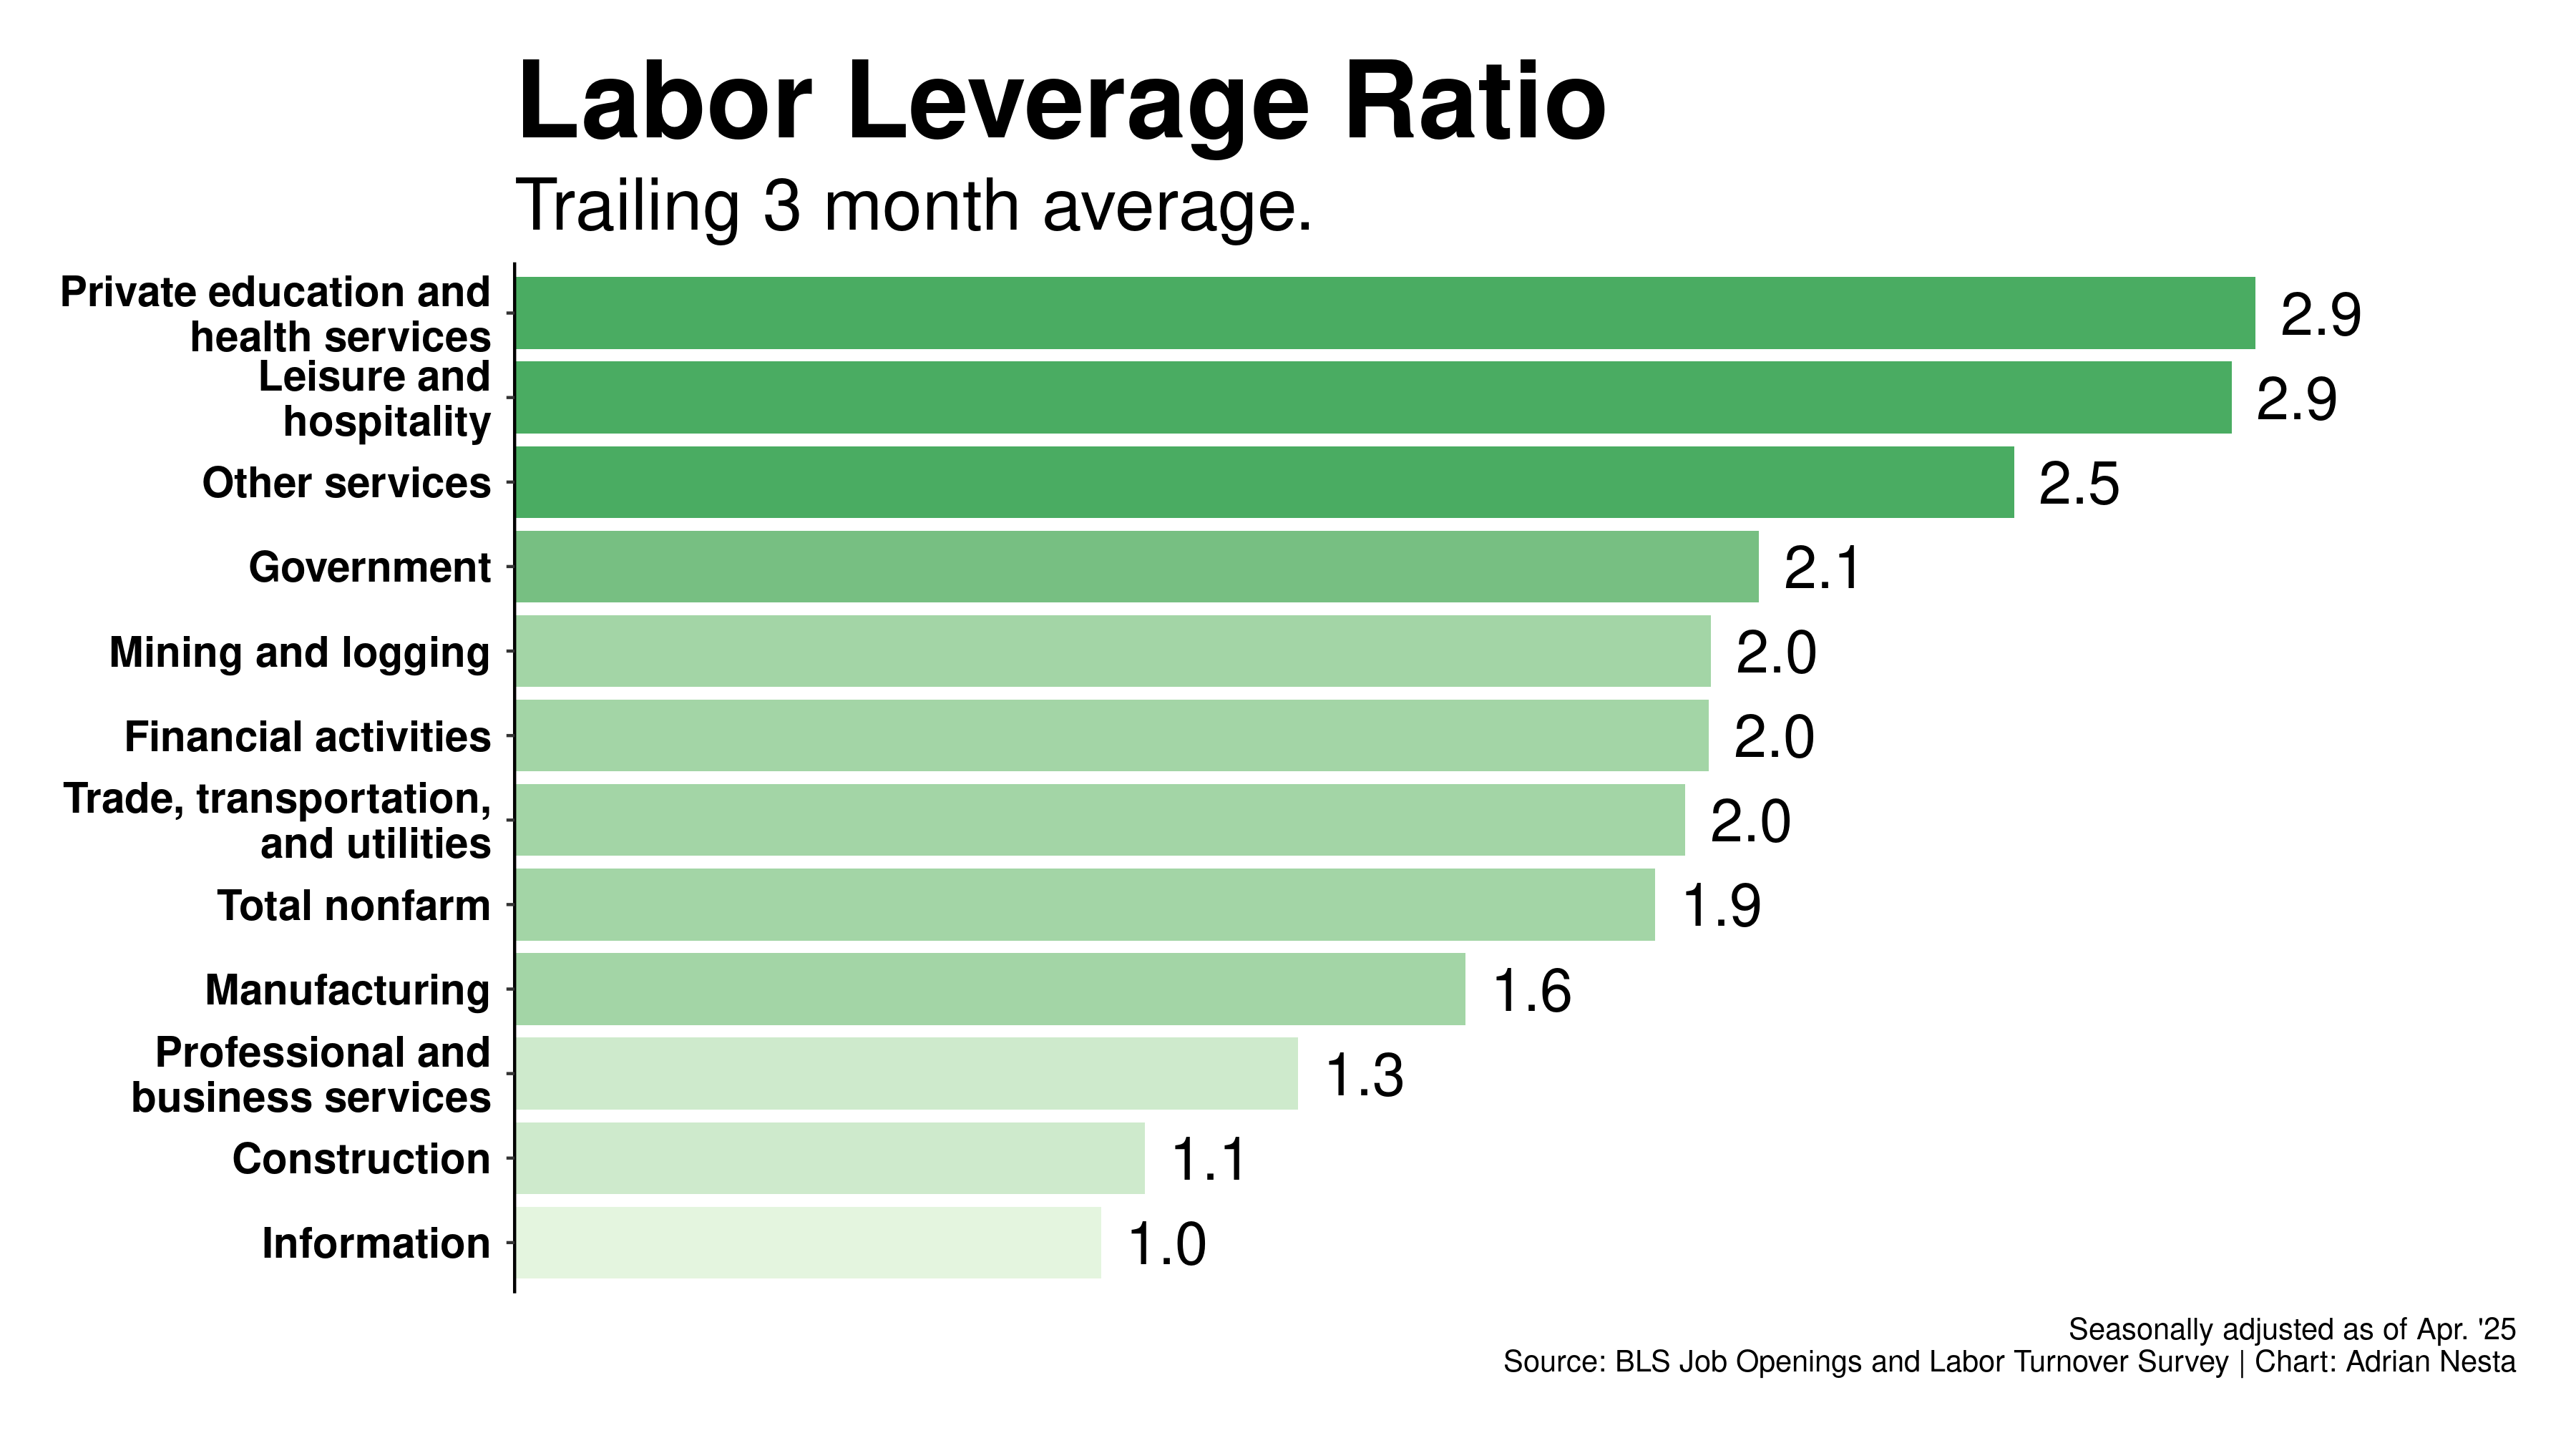 Labor Leverage Ratio
Trailing 3 month average.
Private education and
health services
2.9
Leisure and
hospitality
2.9
Other services
2.5
Government
2.1
Mining and logging
2.0
Financial activities
2.0
Trade, transportation,
and utilities
2.0
Total nonfarm
1.9
Manufacturing
1.6
Professional and
business services
1.3
Construction
1.1
Information
1.0
Seasonally adjusted as of Apr. '25
Source: BLS Job Openings and Labor Turnover Survey | Chart: Adrian Nesta